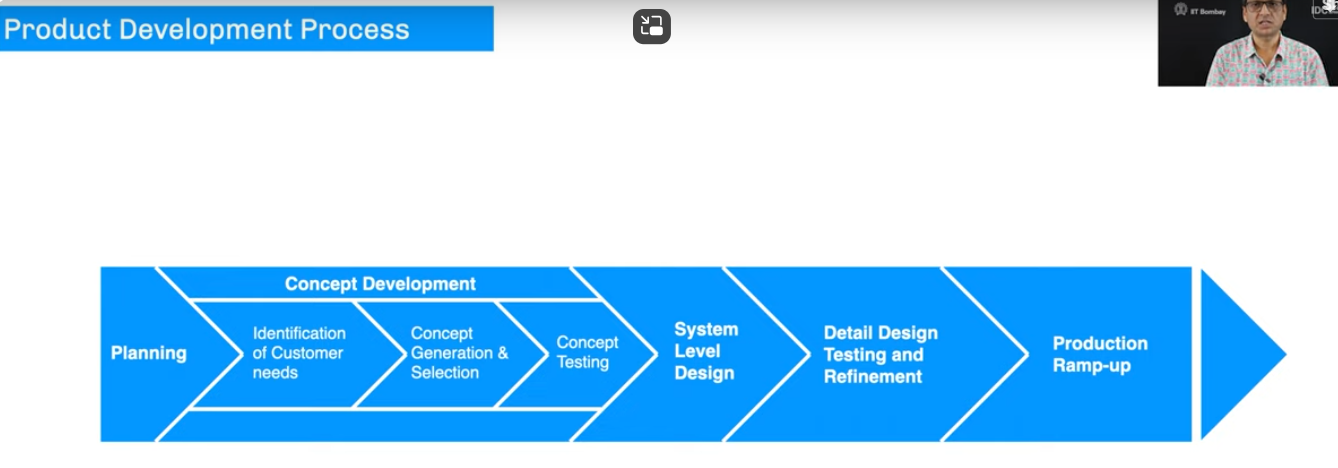 Product Development Process
IIT Bombay
Concept Development
Planning
Identification
of Customer
needs
Concept
Generation &
Selection
Concept
Testing
System
Level
Design
Detail Design
Testing and
Refinement
Production
Ramp-up